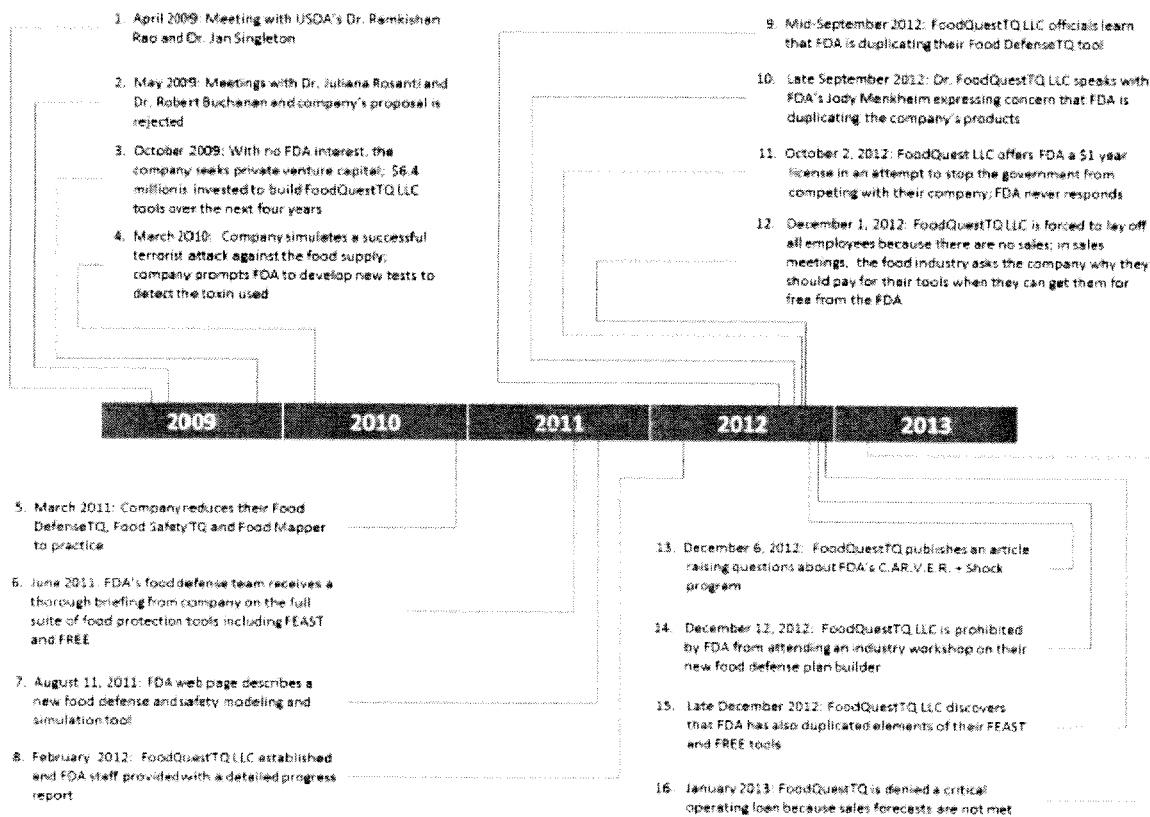 1. April 2009: Meeting with USDA's Dr. Ramkishan
Rao and Dr. Jan Singleton
2. May 2009: Meetings with Dr. Juliana Rosanti and
Dr. Robert Buchanan and company's proposal is
rejected
3. October 2009: With no FDA interest, the
company seeks private venture capital; $6.4
million is invested to build FoodQuestTQ LLC
tools over the next four years
4. March 2010: Company simulates a successful
terrorist attack against the food supply;
company prompts FDA to develop new tests to
detect the toxin used
9. Mid-September 2012: FoodQuestTQ LLC officials learn
that FDA is duplicating their Food DefenseTQ tool
10. Late September 2012: Dr. FoodQuestTQ LLC speaks with
FDA's Jody Menkheim expressing concern that FDA is
duplicating the company's products
11. October 2, 2012: FoodQuest LLC offers FDA a $1 year
license in an attempt to stop the government from
competing with their company; FDA never responds
12. December 1, 2012: FoodQuestTQ LLC is forced to lay off
all employees because there are no sales; in sales
meetings, the food industry asks the company why they
should pay for their tools when they can get them for
free from the FDA
2009 2010 2011 2012 2013
5. March 2011: Company reduces their Food
DefenseTQ, Food Safety TQ and Food Mapper
to practice
6. June 2011: FDA's food defense team receives a
thorough briefing from company on the full
suite of food protection tools including FEAST
and FREE
7. August 11, 2011: FDA web page describes a
new food defense and safety modeling and
simulation tool
8. February 2012: FoodQuestTQ LLC established
and FDA staff provided with a detailed progress
report
13. December 6, 2012: FoodQuestTQ publishes an article
raising questions about FDA's C.AR.V.E.R. + Shock
program
14. December 12, 2012: FoodQuestTQ LLC is prohibited
by FDA from attending an industry workshop on their
new food defense plan builder
15. Late December 2012: FoodQuestTQ LLC discovers
that FDA has also duplicated elements of their FEAST
and FREE tools
16. January 2013: FoodQuestTQ is denied a critical
operating loan because sales forecasts are not met